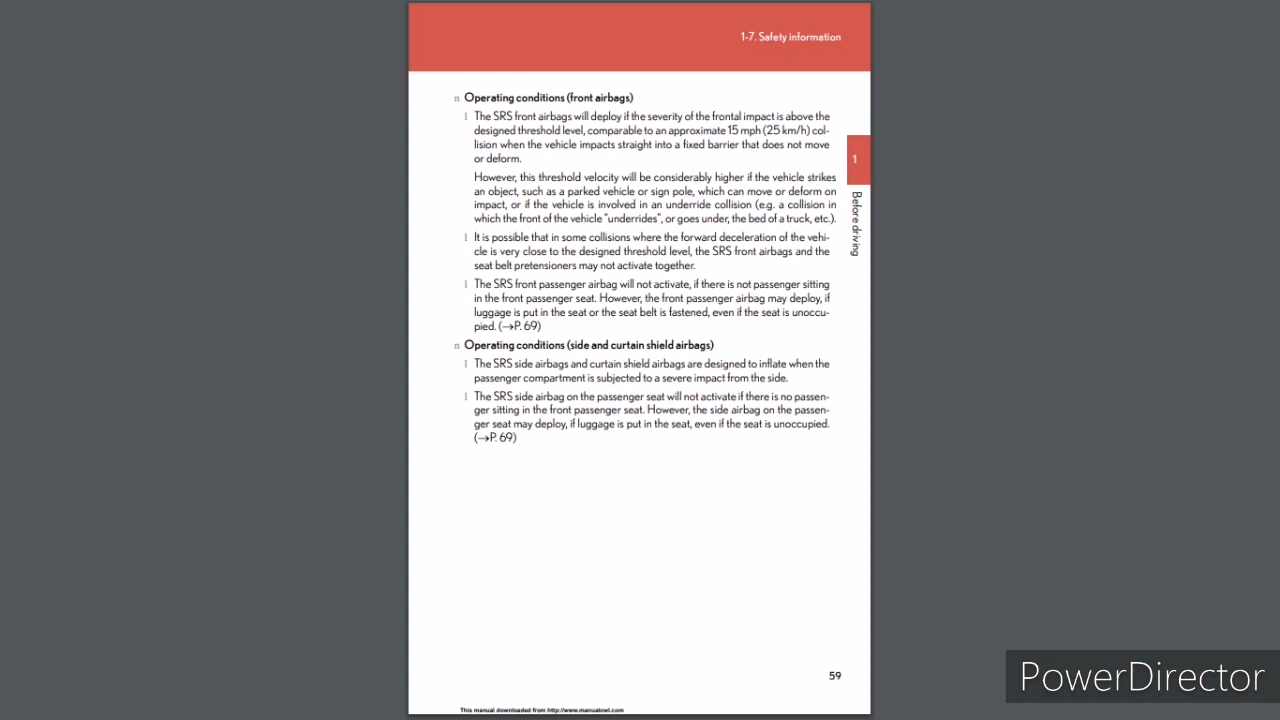 1-7. Safety information
n Operating conditions (front airbags)
l The SRS front airbags will deploy if the severity of the frontal impact is above the
designed threshold level, comparable to an approximate 15 mph (25 km/h) col-
lision when the vehicle impacts straight into a fixed barrier that does not move
or deform.
However, this threshold velocity will be considerably higher if the vehicle strikes
an object, such as a parked vehicle or sign pole, which can move or deform on
impact, or if the vehicle is involved in an underride collision (e.g. a collision in
which the front of the vehicle "underrides", or goes under, the bed of a truck, etc.).
l It is possible that in some collisions where the forward deceleration of the vehi-
cle is very close to the designed threshold level, the SRS front airbags and the
seat belt pretensioners may not activate together.
l The SRS front passenger airbag will not activate, if there is not passenger sitting
in the front passenger seat. However, the front passenger airbag may deploy, if
luggage is put in the seat or the seat belt is fastened, even if the seat is unoccu-
pied. (→P. 69)
n Operating conditions (side and curtain shield airbags)
l The SRS side airbags and curtain shield airbags are designed to inflate when the
passenger compartment is subjected to a severe impact from the side.
l The SRS side airbag on the passenger seat will not activate if there is no passen-
ger sitting in the front passenger seat. However, the side airbag on the passen-
ger seat may deploy, if luggage is put in the seat, even if the seat is unoccupied.
(→P. 69)
1
Before driving
59
This manual downloaded from http://www.manualowl.com
PowerDirector